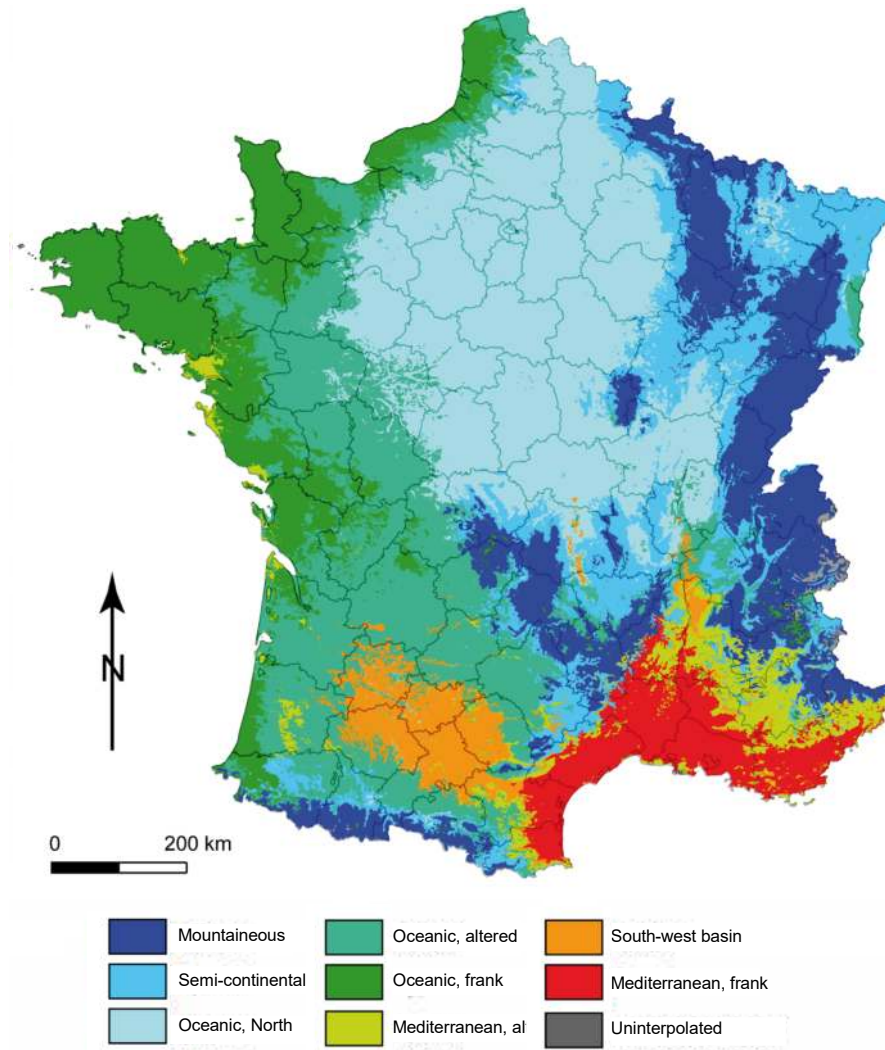 N
0 200 km
Mountaineous
Oceanic, altered
South-west basin
Semi-continental
Oceanic, frank
Mediterranean, frank
Oceanic, North
Mediterranean, al
Uninterpolated